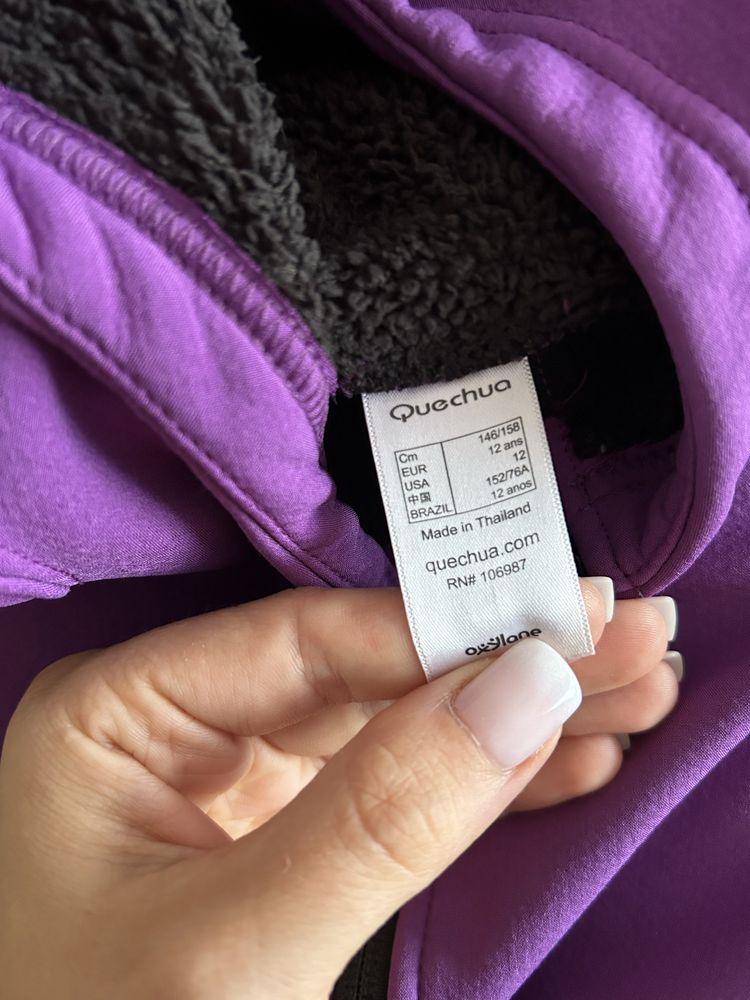 Quechua
Cm 146/158
EUR 12 ans
USA 12
中国 152/76A
BRAZIL 12 anos
Made in Thailand
quechua.com
RN# 106987
oxylane